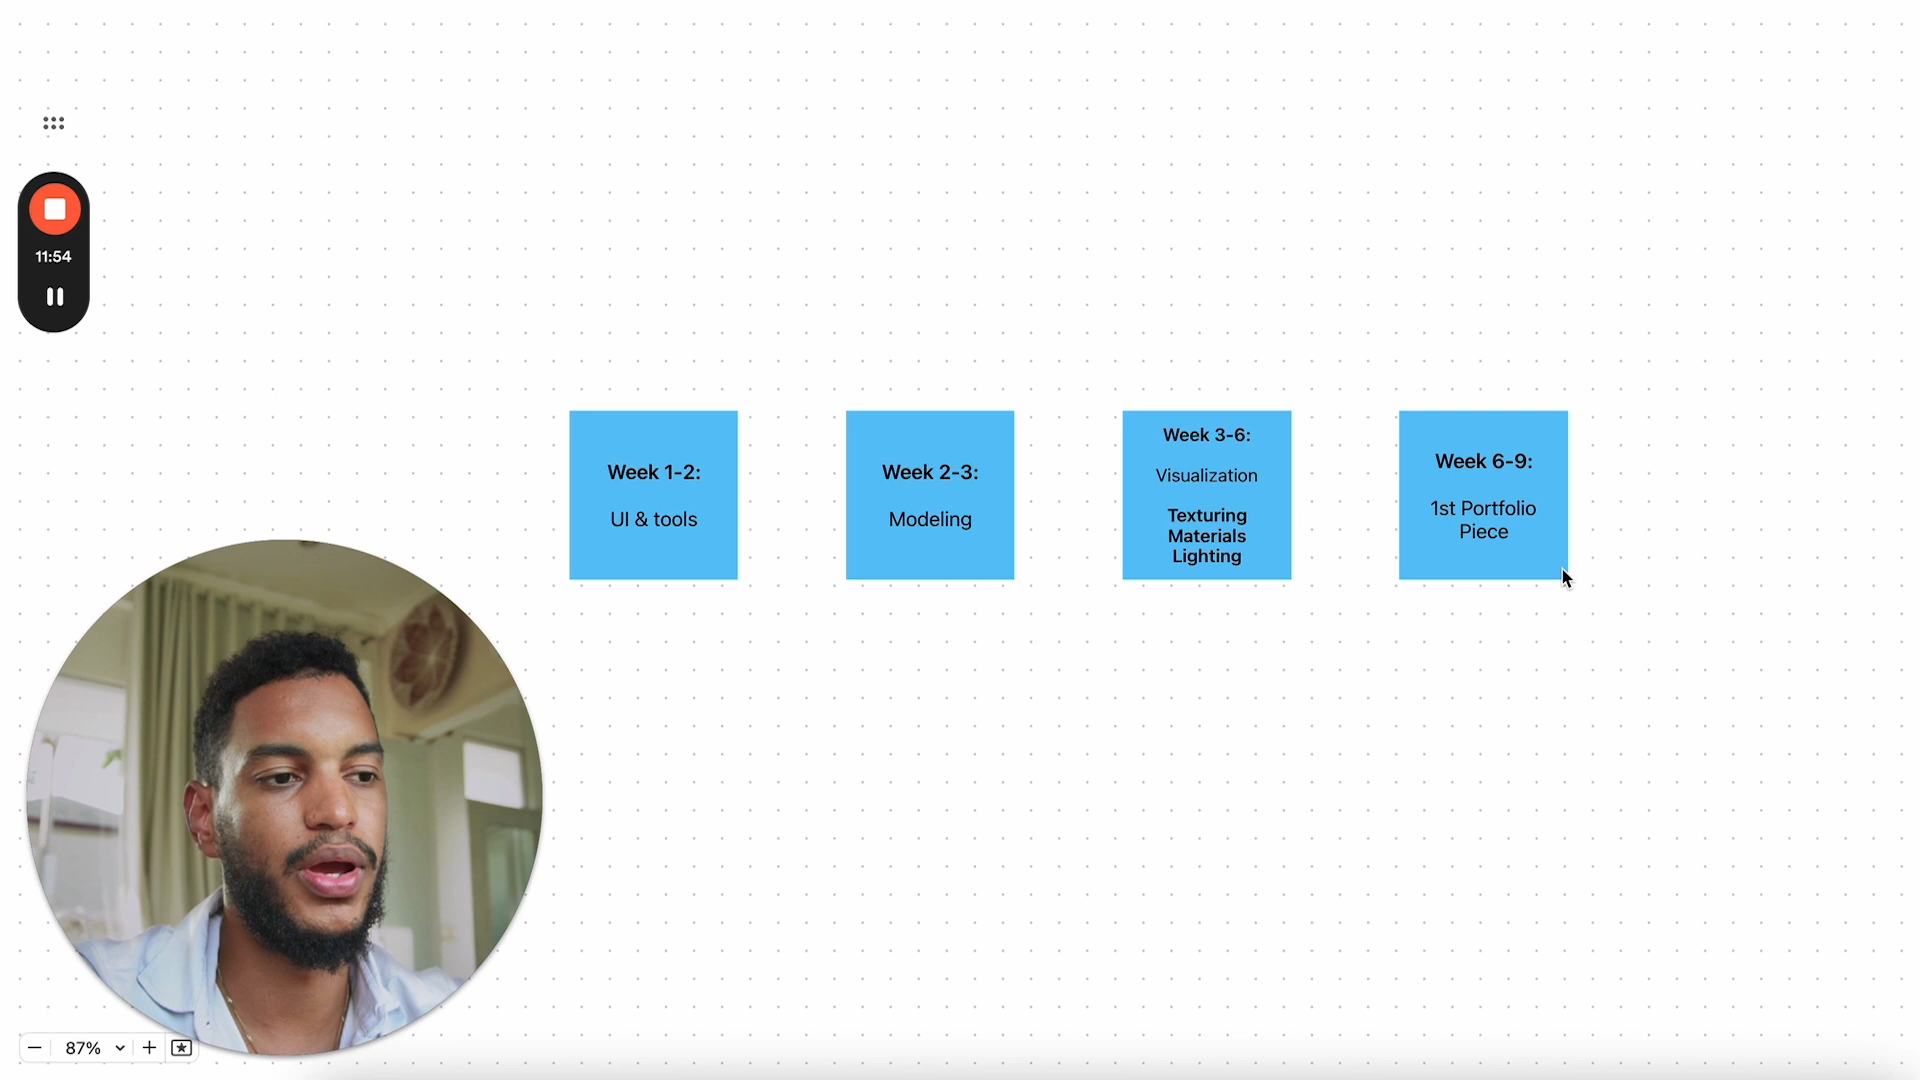 11:54
Week 1-2:
UI & tools
Week 2-3:
Modeling
Week 3-6:
Visualization
Texturing
Materials
Lighting
Week 6-9:
1st Portfolio
Piece
87%